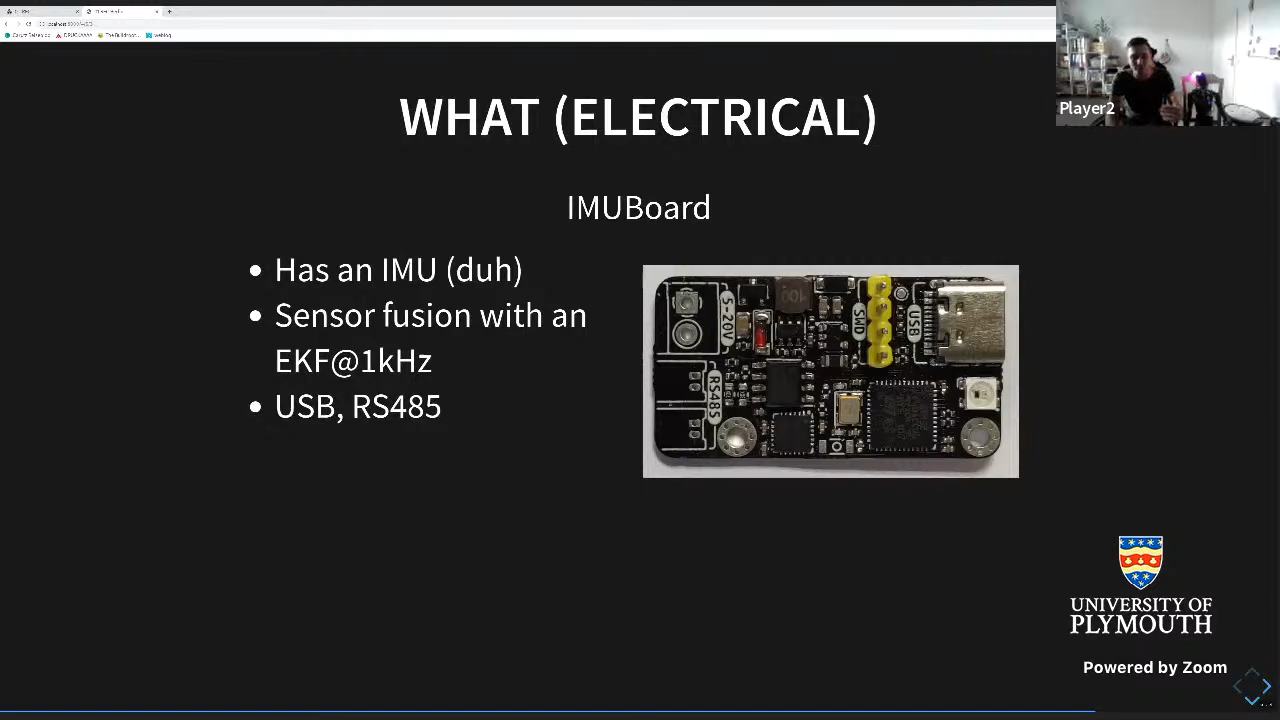 WHAT (ELECTRICAL)
Player2
IMUBoard
Has an IMU (duh)
Sensor fusion with an
EKF@1kHz
USB, RS485
5-20V
SWD
USB
RS485
100
UNIVERSITY OF
PLYMOUTH
Powered by Zoom